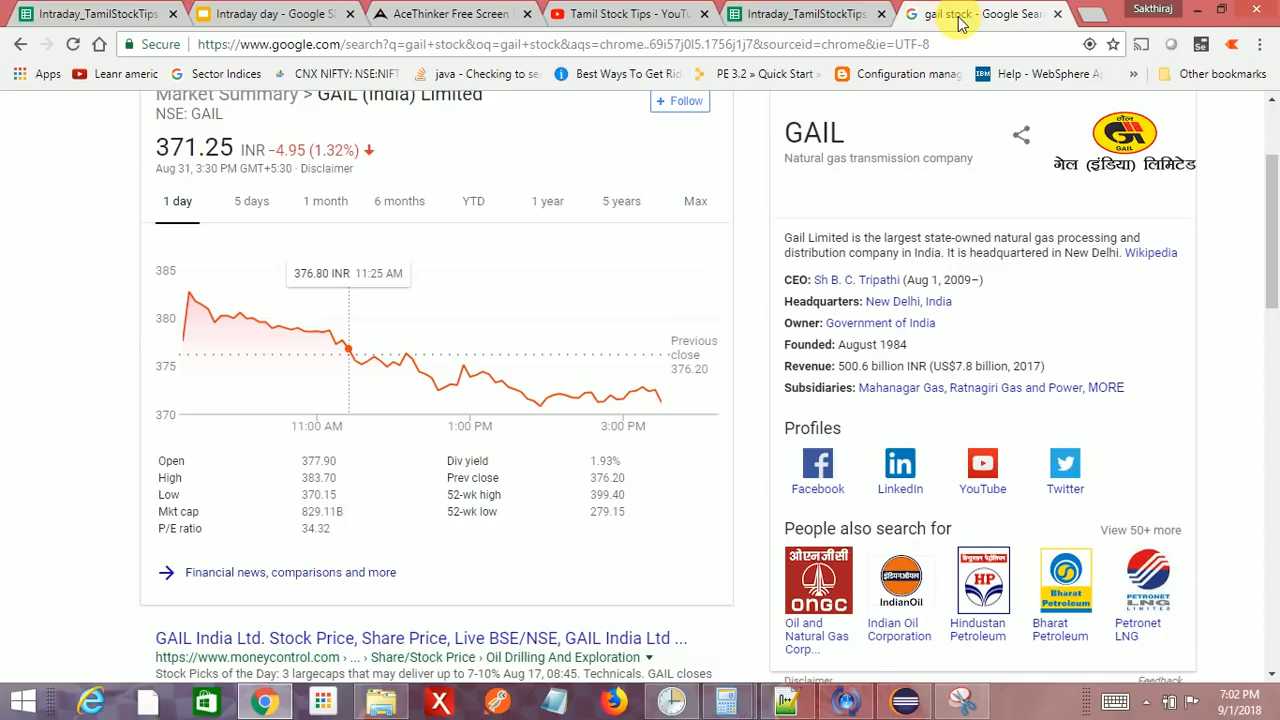 Intraday_TamilStockTips
Intraday day - Google S
AceThinker Free Screen
Tamil Stock Tips - YouTu
Intraday_TamilStockTips
gail stock - Google Sear
Sakthiraj
Secure
https://www.google.com/search?q=gail+stock&oq=gail+stock&aqs=chrome..69i57j0l5.1756j1j7&sourceid=chrome&ie=UTF-8
Se
Apps
Learn americ
Sector Indices
CNX NIFTY: NSE:NIFT
java - Checking to se
Best Ways To Get Rid
PE 3.2 » Quick Start
Configuration manag
IBM
Help - WebSphere Ap
»
Other bookmarks
Market Summary > GAIL (India) Limited
NSE: GAIL
+ Follow
371.25 INR −4.95 (1.32%)
Aug 31, 3:30 PM GMT+5:30 · Disclaimer
1 day 5 days 1 month 6 months YTD 1 year 5 years Max
376.80 INR 11:25 AM
385
380
375
370
Previous
close
376.20
11:00 AM 1:00 PM 3:00 PM
Open 377.90 Div yield 1.93%
High 383.70 Prev close 376.20
Low 370.15 52-wk high 399.40
Mkt cap 829.11B 52-wk low 279.15
P/E ratio 34.32
Financial news, comparisons and more
GAIL India Ltd. Stock Price, Share Price, Live BSE/NSE, GAIL India Ltd ...
https://www.moneycontrol.com › ... › Share/Stock Price › Oil Drilling And Exploration
Stock Picks of the Day: 3 largecaps that may deliver up to 7-10% Aug 17, 08:45. Technicals. GAIL closes
GAIL
Natural gas transmission company
गेल
GAIL
गेल (इंडिया) लिमिटेड
Gail Limited is the largest state-owned natural gas processing and
distribution company in India. It is headquartered in New Delhi. Wikipedia
CEO: Sh B. C. Tripathi (Aug 1, 2009–)
Headquarters: New Delhi, India
Owner: Government of India
Founded: August 1984
Revenue: 500.6 billion INR (US$7.8 billion, 2017)
Subsidiaries: Mahanagar Gas, Ratnagiri Gas and Power, MORE
Profiles
Facebook LinkedIn YouTube Twitter
People also search for
View 50+ more
ओएनजीसी
ONGC
इंडियनऑयल
IndianOil
HP
Bharat
Petroleum
PETRONET
LNG
LIMITED
Oil and
Natural Gas
Corp...
Indian Oil
Corporation
Hindustan
Petroleum
Bharat
Petroleum
Petronet
LNG
Disclaimer
Feedback
7:02 PM
9/1/2018